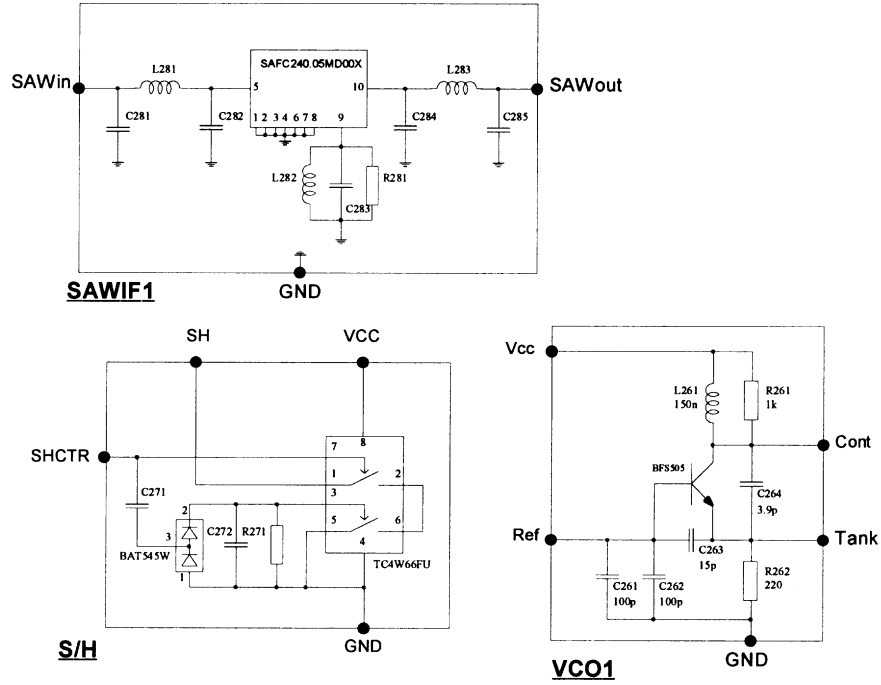 SAFC240.05MD00X
L281
L283
SAWin
5
10
SAWout
C281
C282
C284
C285
1 2 3 4 6 7 8
9
L282
R281
C283
GND
SAWIF1
SH
VCC
7
8
SHCTR
1
2
3
C271
2
5
6
3
C272
R271
4
BAT545W
TC4W66FU
1
GND
S/H
Vcc
L261
150n
R261
1k
Cont
BFS505
C264
3.9p
Ref
C263
15p
Tank
C261
100p
C262
100p
R262
220
GND
VCO1